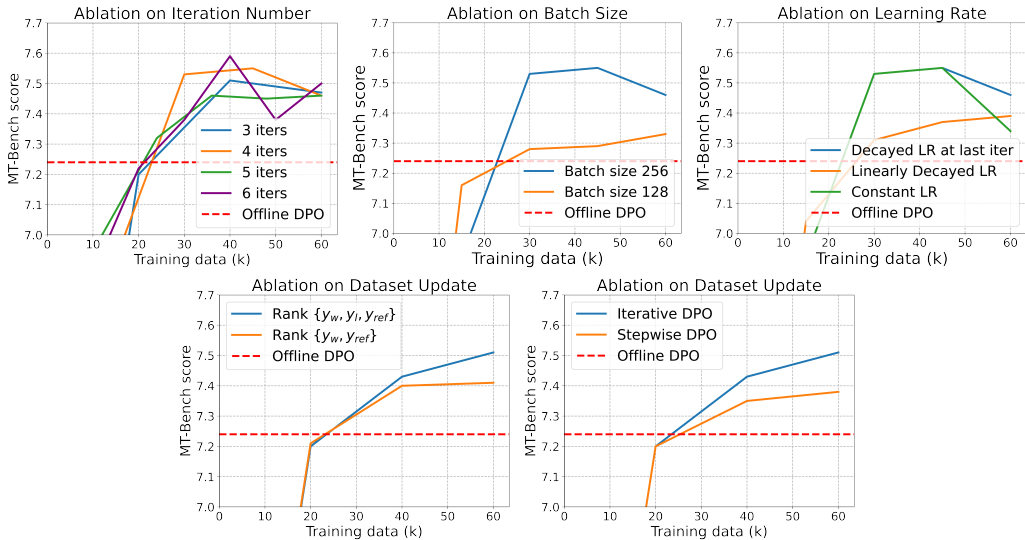 Ablation on Iteration Number
7.7
7.6
7.5
7.4
7.3
7.2
7.1
7.0
MT-Bench score
3 iters
4 iters
5 iters
6 iters
Offline DPO
0 10 20 30 40 50 60
Training data (k)
Ablation on Batch Size
7.7
7.6
7.5
7.4
7.3
7.2
7.1
7.0
MT-Bench score
Batch size 256
Batch size 128
Offline DPO
0 10 20 30 40 50 60
Training data (k)
Ablation on Learning Rate
7.7
7.6
7.5
7.4
7.3
7.2
7.1
7.0
MT-Bench score
Decayed LR at last iter
Linearly Decayed LR
Constant LR
Offline DPO
0 10 20 30 40 50 60
Training data (k)
Ablation on Dataset Update
7.7
7.6
7.5
7.4
7.3
7.2
7.1
7.0
MT-Bench score
Rank {y_w, y_l, y_ref}
Rank {y_w, y_ref}
Offline DPO
0 10 20 30 40 50 60
Training data (k)
Ablation on Dataset Update
7.7
7.6
7.5
7.4
7.3
7.2
7.1
7.0
MT-Bench score
Iterative DPO
Stepwise DPO
Offline DPO
0 10 20 30 40 50 60
Training data (k)